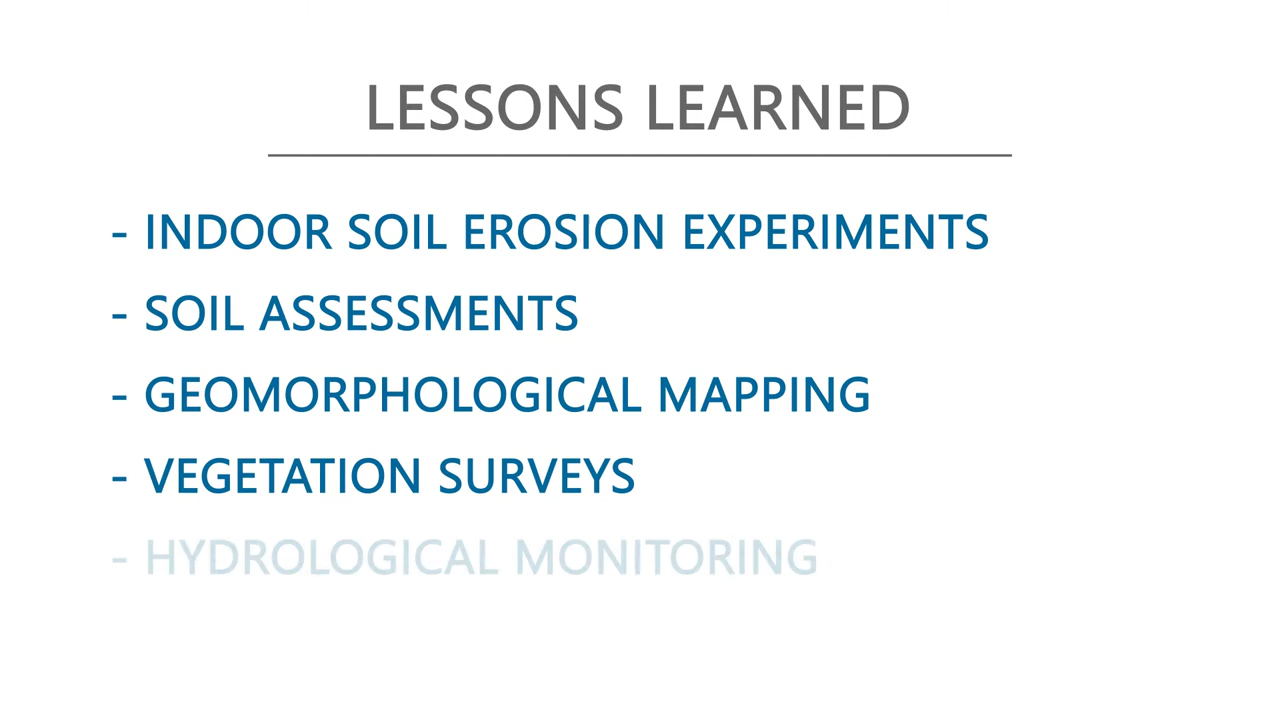 LESSONS LEARNED
- INDOOR SOIL EROSION EXPERIMENTS
- SOIL ASSESSMENTS
- GEOMORPHOLOGICAL MAPPING
- VEGETATION SURVEYS
- HYDROLOGICAL MONITORING